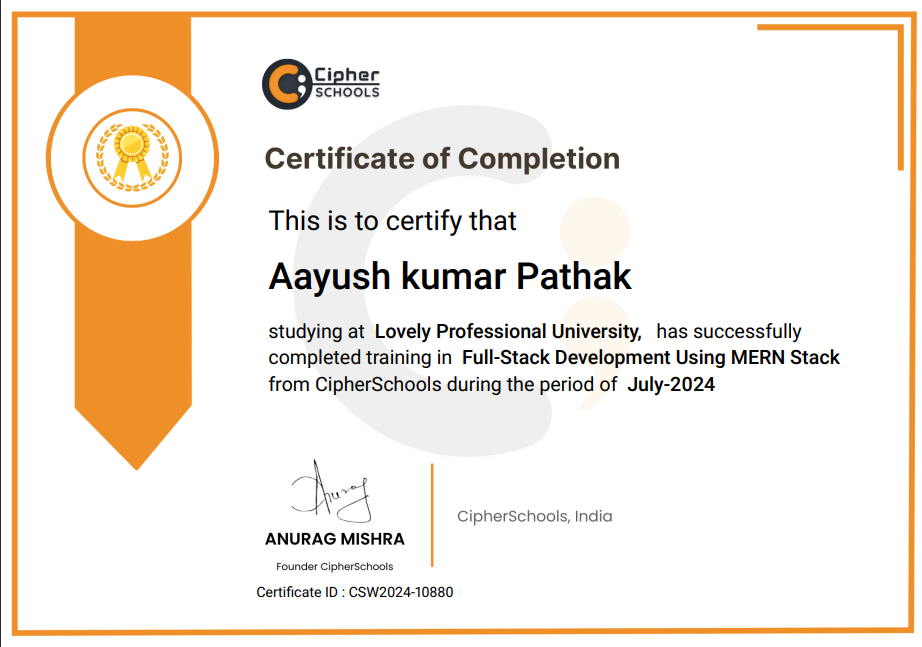 Cipher
SCHOOLS
Certificate of Completion
This is to certify that
Aayush kumar Pathak
studying at Lovely Professional University, has successfully
completed training in Full-Stack Development Using MERN Stack
from CipherSchools during the period of July-2024
Anurag
ANURAG MISHRA
Founder CipherSchools
CipherSchools, India
Certificate ID : CSW2024-10880